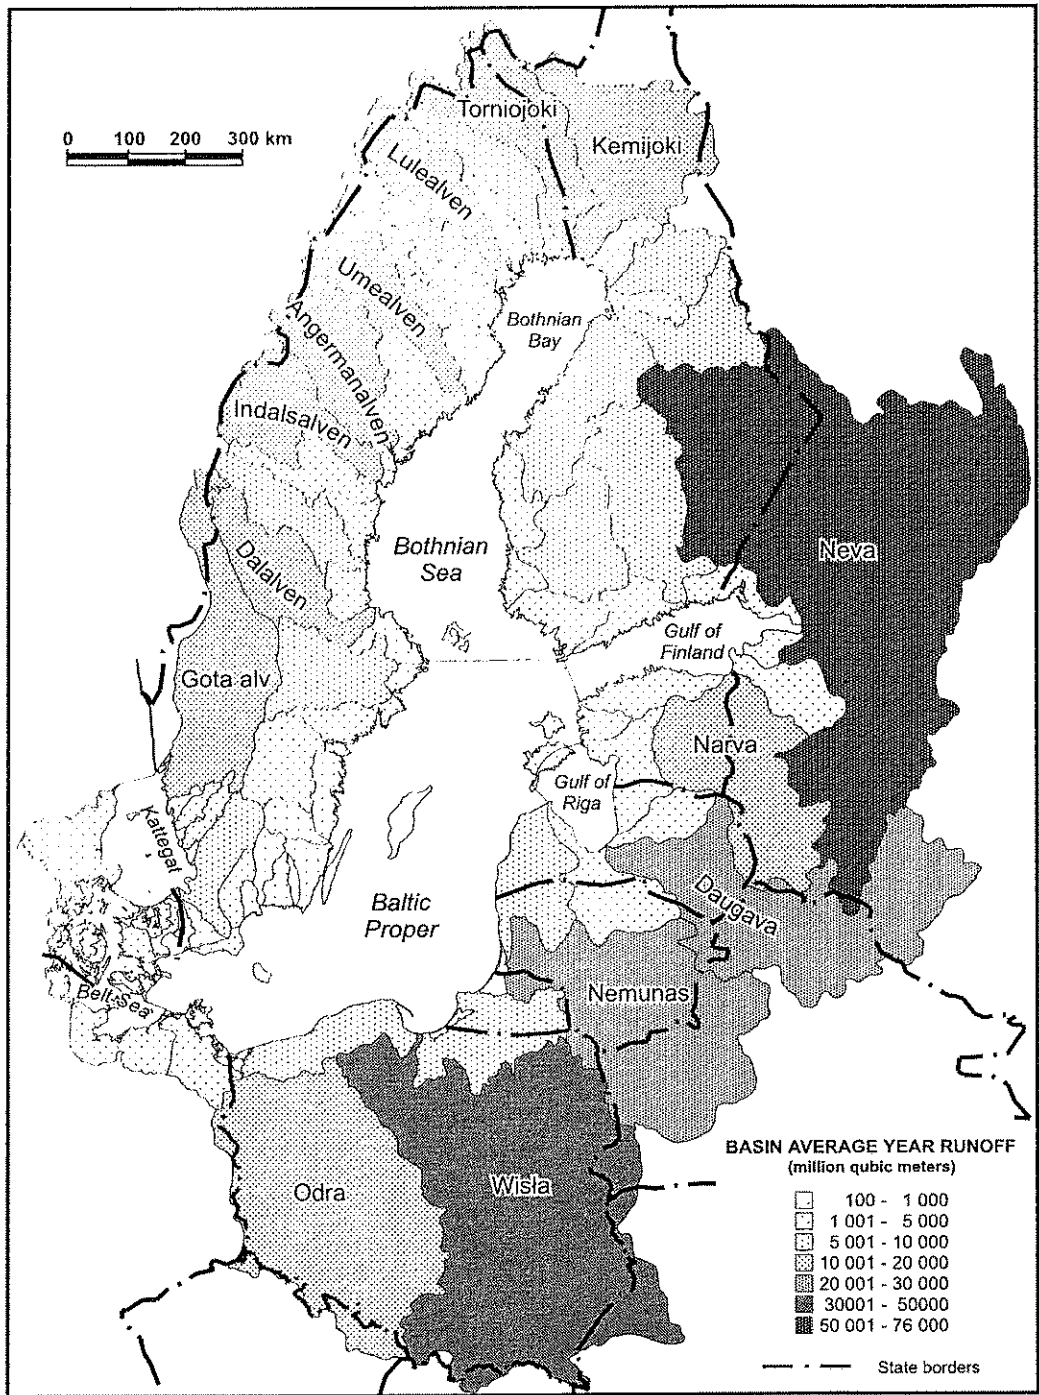 0 100 200 300 km
Torniojoki
Kemijoki
Lulealven
Umealven
Angermanalven
Indalsalven
Dalalven
Gota alv
Bothnian
Bay
Bothnian
Sea
Neva
Gulf of
Finland
Narva
Gulf of
Riga
Kattegat
Baltic
Proper
Daugava
Belt-Sea
Nemunas
Odra
Wisła
BASIN AVERAGE YEAR RUNOFF
(million qubic meters)
100 - 1 000
1 001 - 5 000
5 001 - 10 000
10 001 - 20 000
20 001 - 30 000
30001 - 50000
50 001 - 76 000
State borders